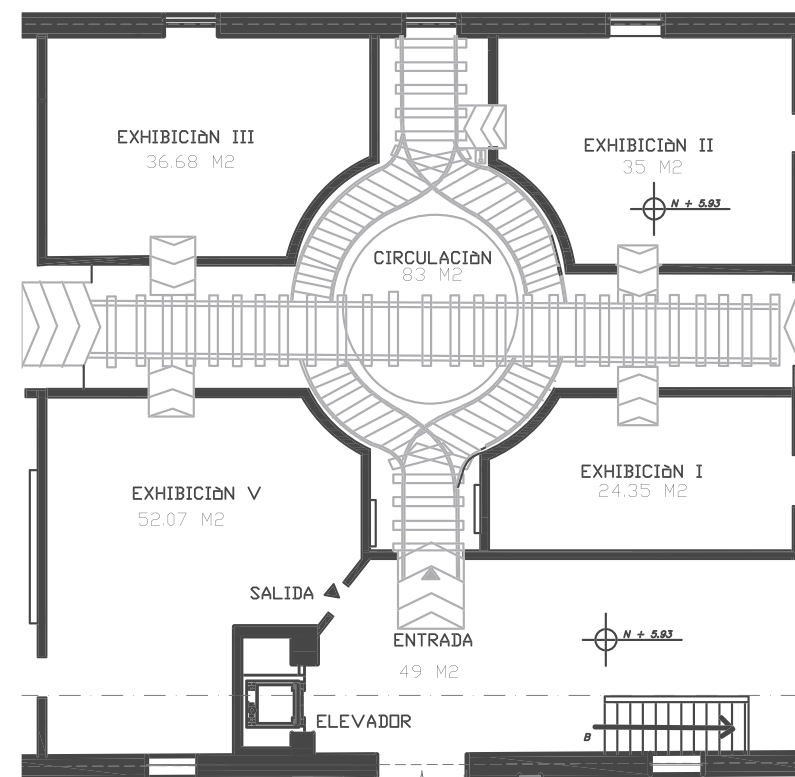 EXHIBICIÒN III
36.68 M2
EXHIBICIÒN II
35 M2
N + 5.93
CIRCULACIÒN
83 M2
EXHIBICIÒN V
52.07 M2
EXHIBICIÒN I
24.35 M2
SALIDA
ENTRADA
49 M2
N + 5.93
ELEVADOR
B